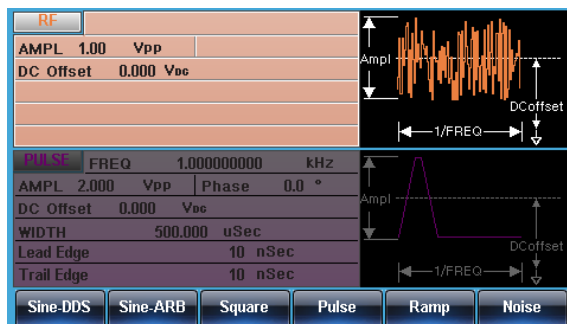 RF
AMPL 1.00 Vpp
DC Offset 0.000 VDC
Ampl
DCoffset
1/FREQ
PULSE FREQ 1.000000000 kHz
AMPL 2.000 Vpp Phase 0.0 °
DC Offset 0.000 VDC
WIDTH 500.000 uSec
Lead Edge 10 nSec
Trail Edge 10 nSec
Ampl
DCoffset
1/FREQ
Sine-DDS Sine-ARB Square Pulse Ramp Noise